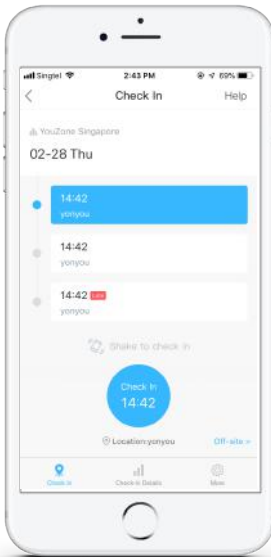 Singtel 2:43 PM 69%
Check In Help
YouZone Singapore
02-28 Thu
14:42
yonyou
14:42
yonyou
14:42 Late
yonyou
Shake to check in
Check In
14:42
Location:yonyou Off-site >
Check in Check-in Details More